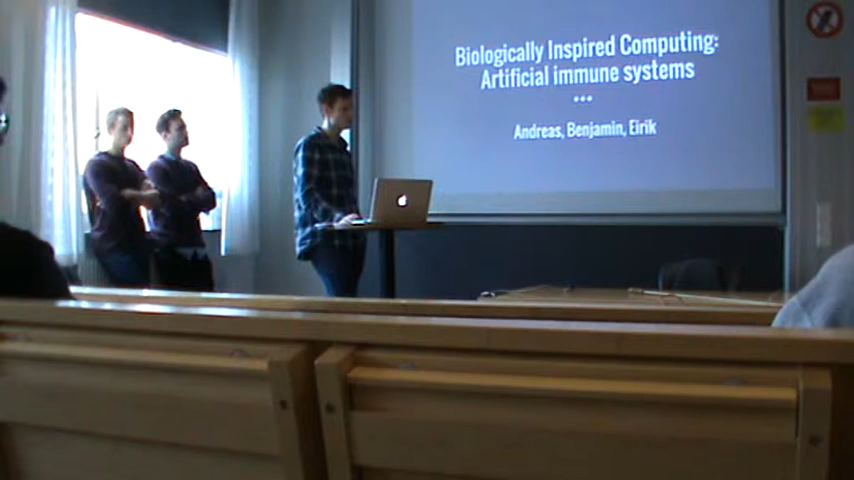 Biologically Inspired Computing:
Artificial immune systems
Andreas, Benjamin, Eirik